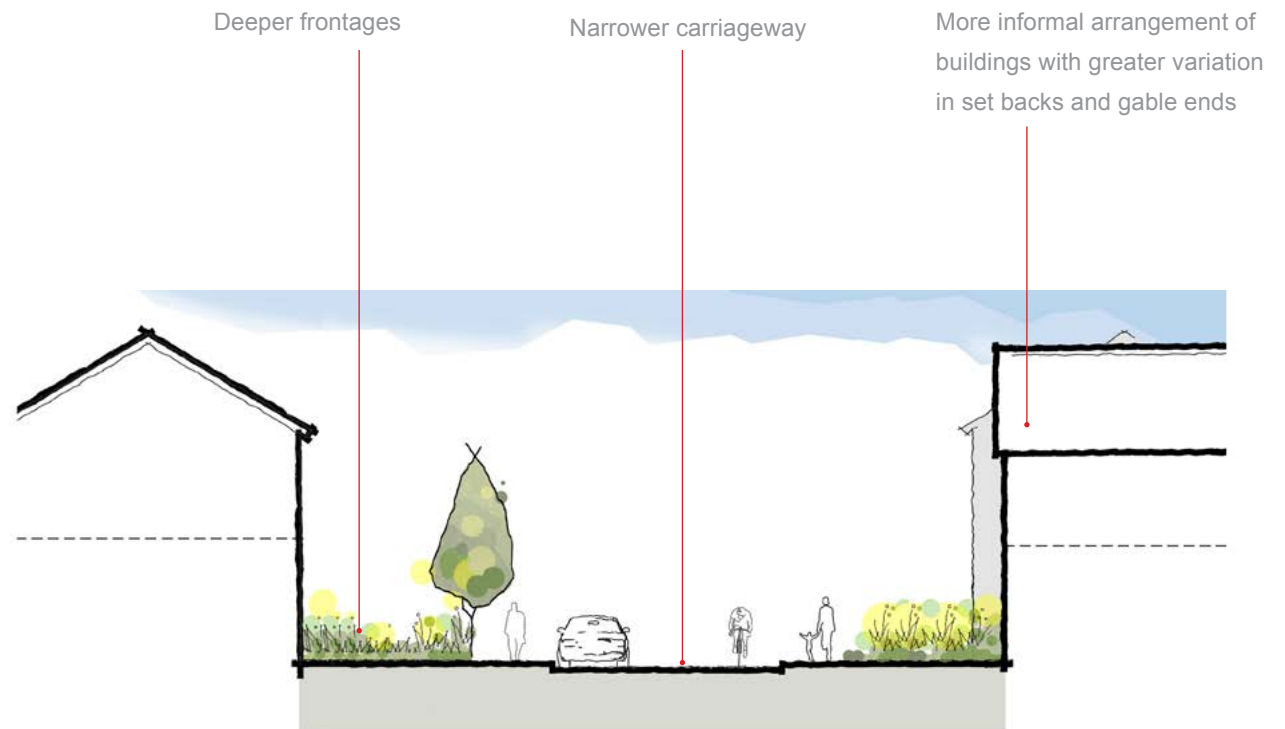 Deeper frontages
Narrower carriageway
More informal arrangement of
buildings with greater variation
in set backs and gable ends